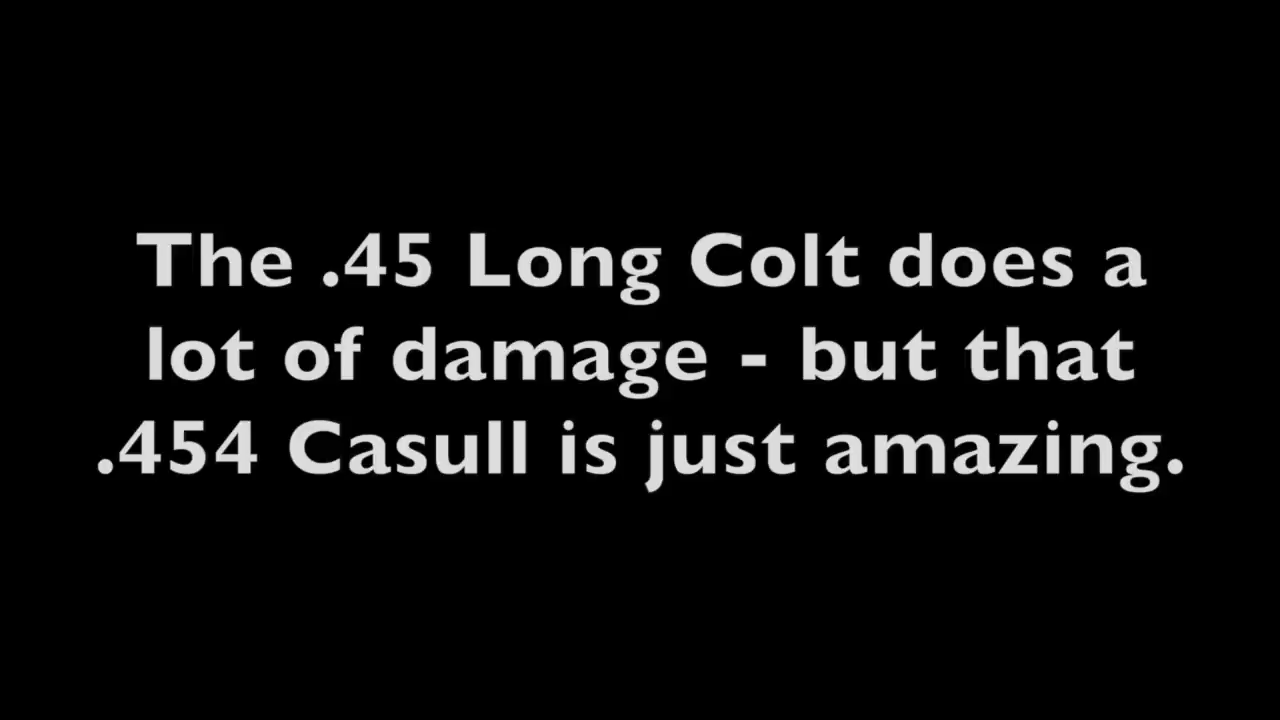 The .45 Long Colt does a
lot of damage - but that
.454 Casull is just amazing.